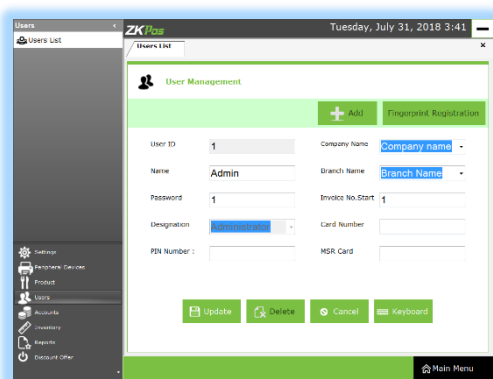 Users
Users List
ZKPos
Tuesday, July 31, 2018 3:41
Users List
User Management
Add
Fingerprint Registration
User ID
1
Company Name
Company name
Name
Admin
Branch Name
Branch Name
Password
1
Invoice No.Start
1
Designation
Administrator
Card Number
PIN Number :
MSR Card
Settings
Peripheral Devices
Product
Users
Accounts
Inventory
Reports
Discount Offer
Update
Delete
Cancel
Keyboard
Main Menu